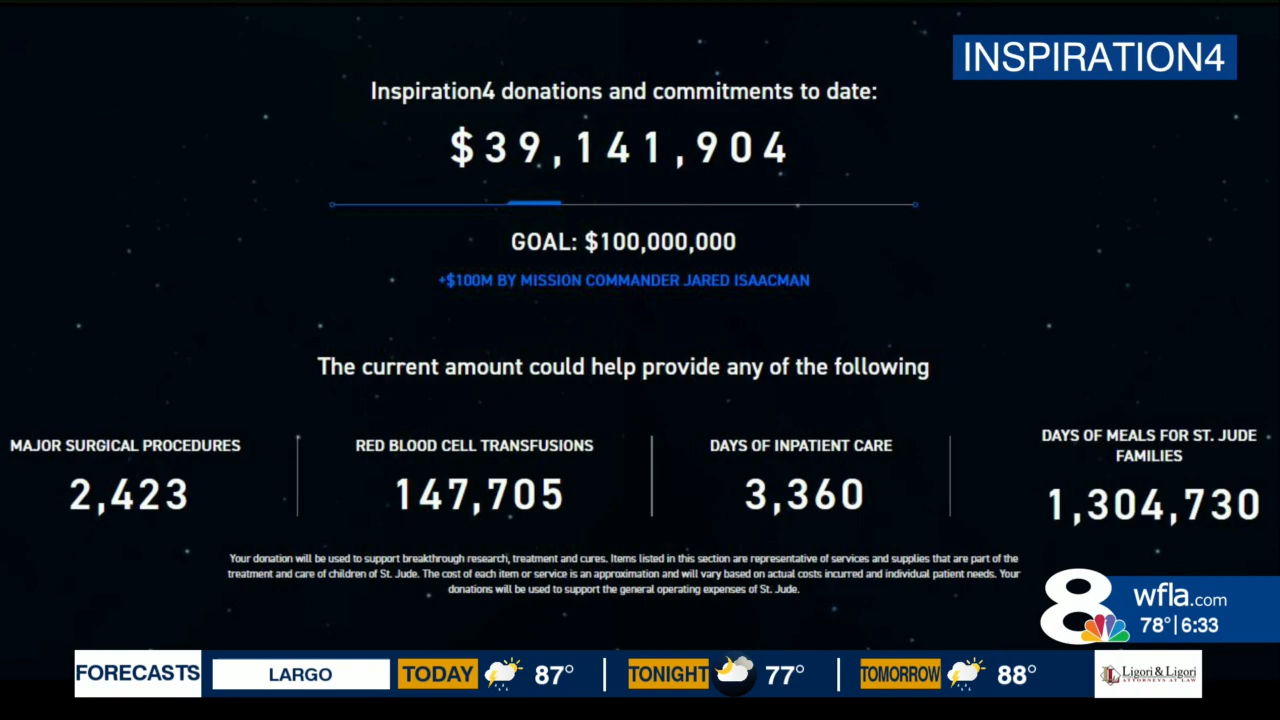 INSPIRATION4
Inspiration4 donations and commitments to date:
$39,141,904
GOAL: $100,000,000
+$100M BY MISSION COMMANDER JARED ISAACMAN
The current amount could help provide any of the following
MAJOR SURGICAL PROCEDURES
2,423
RED BLOOD CELL TRANSFUSIONS
147,705
DAYS OF INPATIENT CARE
3,360
DAYS OF MEALS FOR ST. JUDE
FAMILIES
1,304,730
Your donation will be used to support breakthrough research, treatment and cures. Items listed in this section are representative of services and supplies that are part of the
treatment and care of children of St. Jude. The cost of each item or service is an approximation and will vary based on actual costs incurred and individual patient needs. Your
donations will be used to support the general operating expenses of St. Jude.
8 wfla.com
78° | 6:33
FORECASTS LARGO TODAY 87° TONIGHT 77° TOMORROW 88°
Ligori & Ligori
ATTORNEYS AT LAW